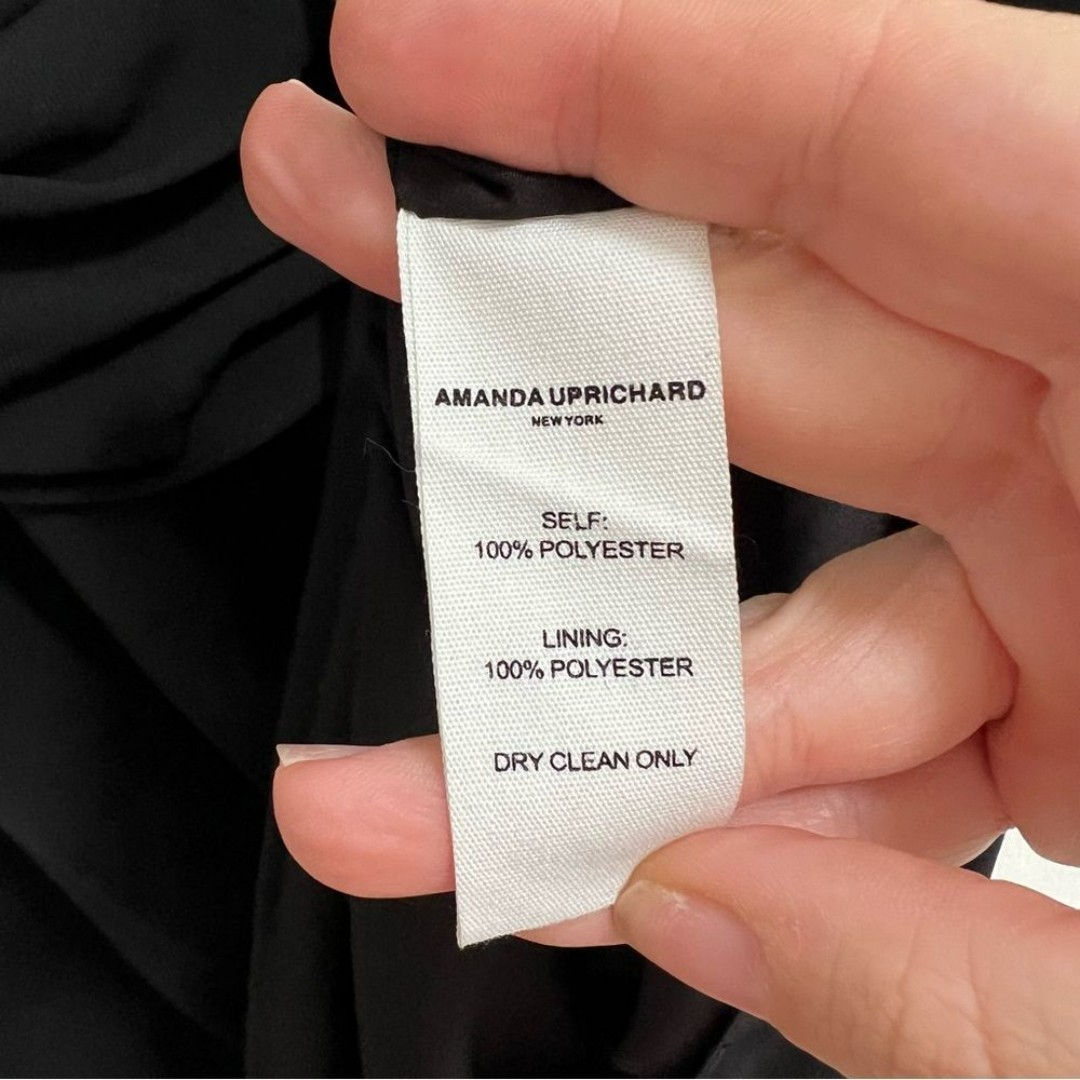 AMANDA UPRICHARD
NEW YORK
SELF:
100% POLYESTER
LINING:
100% POLYESTER
DRY CLEAN ONLY